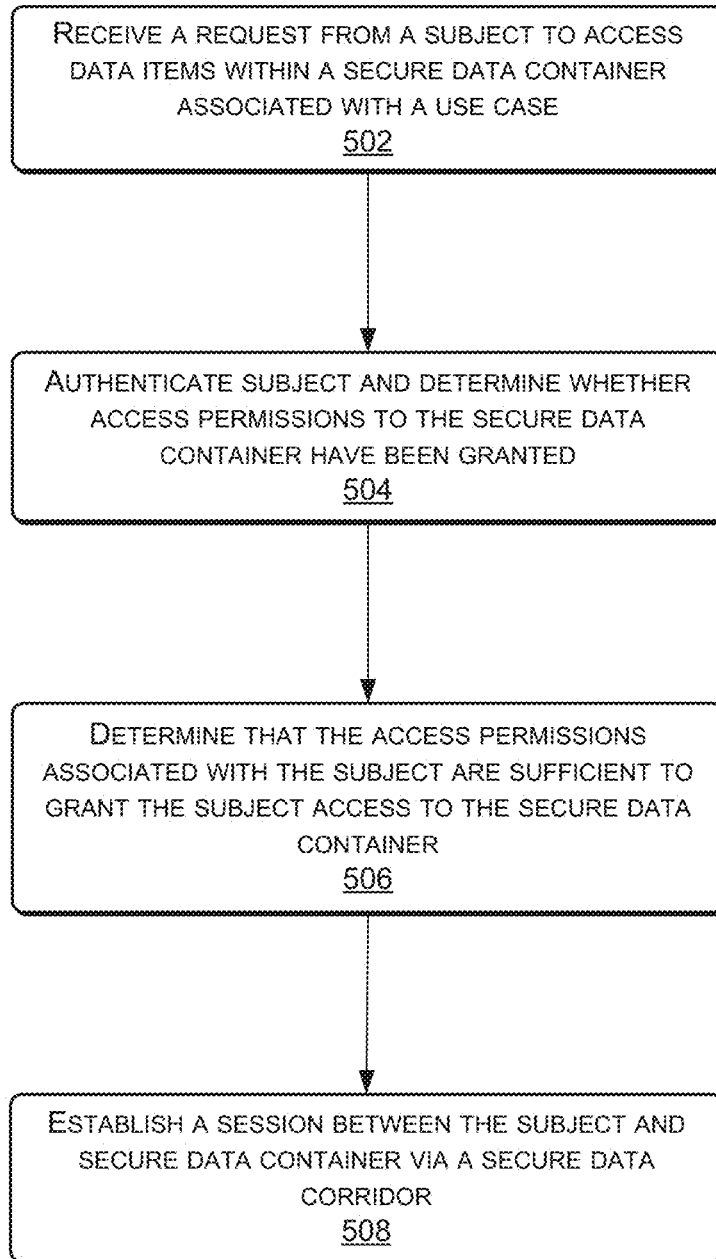 RECEIVE A REQUEST FROM A SUBJECT TO ACCESS
DATA ITEMS WITHIN A SECURE DATA CONTAINER
ASSOCIATED WITH A USE CASE
502
AUTHENTICATE SUBJECT AND DETERMINE WHETHER
ACCESS PERMISSIONS TO THE SECURE DATA
CONTAINER HAVE BEEN GRANTED
504
DETERMINE THAT THE ACCESS PERMISSIONS
ASSOCIATED WITH THE SUBJECT ARE SUFFICIENT TO
GRANT THE SUBJECT ACCESS TO THE SECURE DATA
CONTAINER
506
ESTABLISH A SESSION BETWEEN THE SUBJECT AND
SECURE DATA CONTAINER VIA A SECURE DATA
CORRIDOR
508